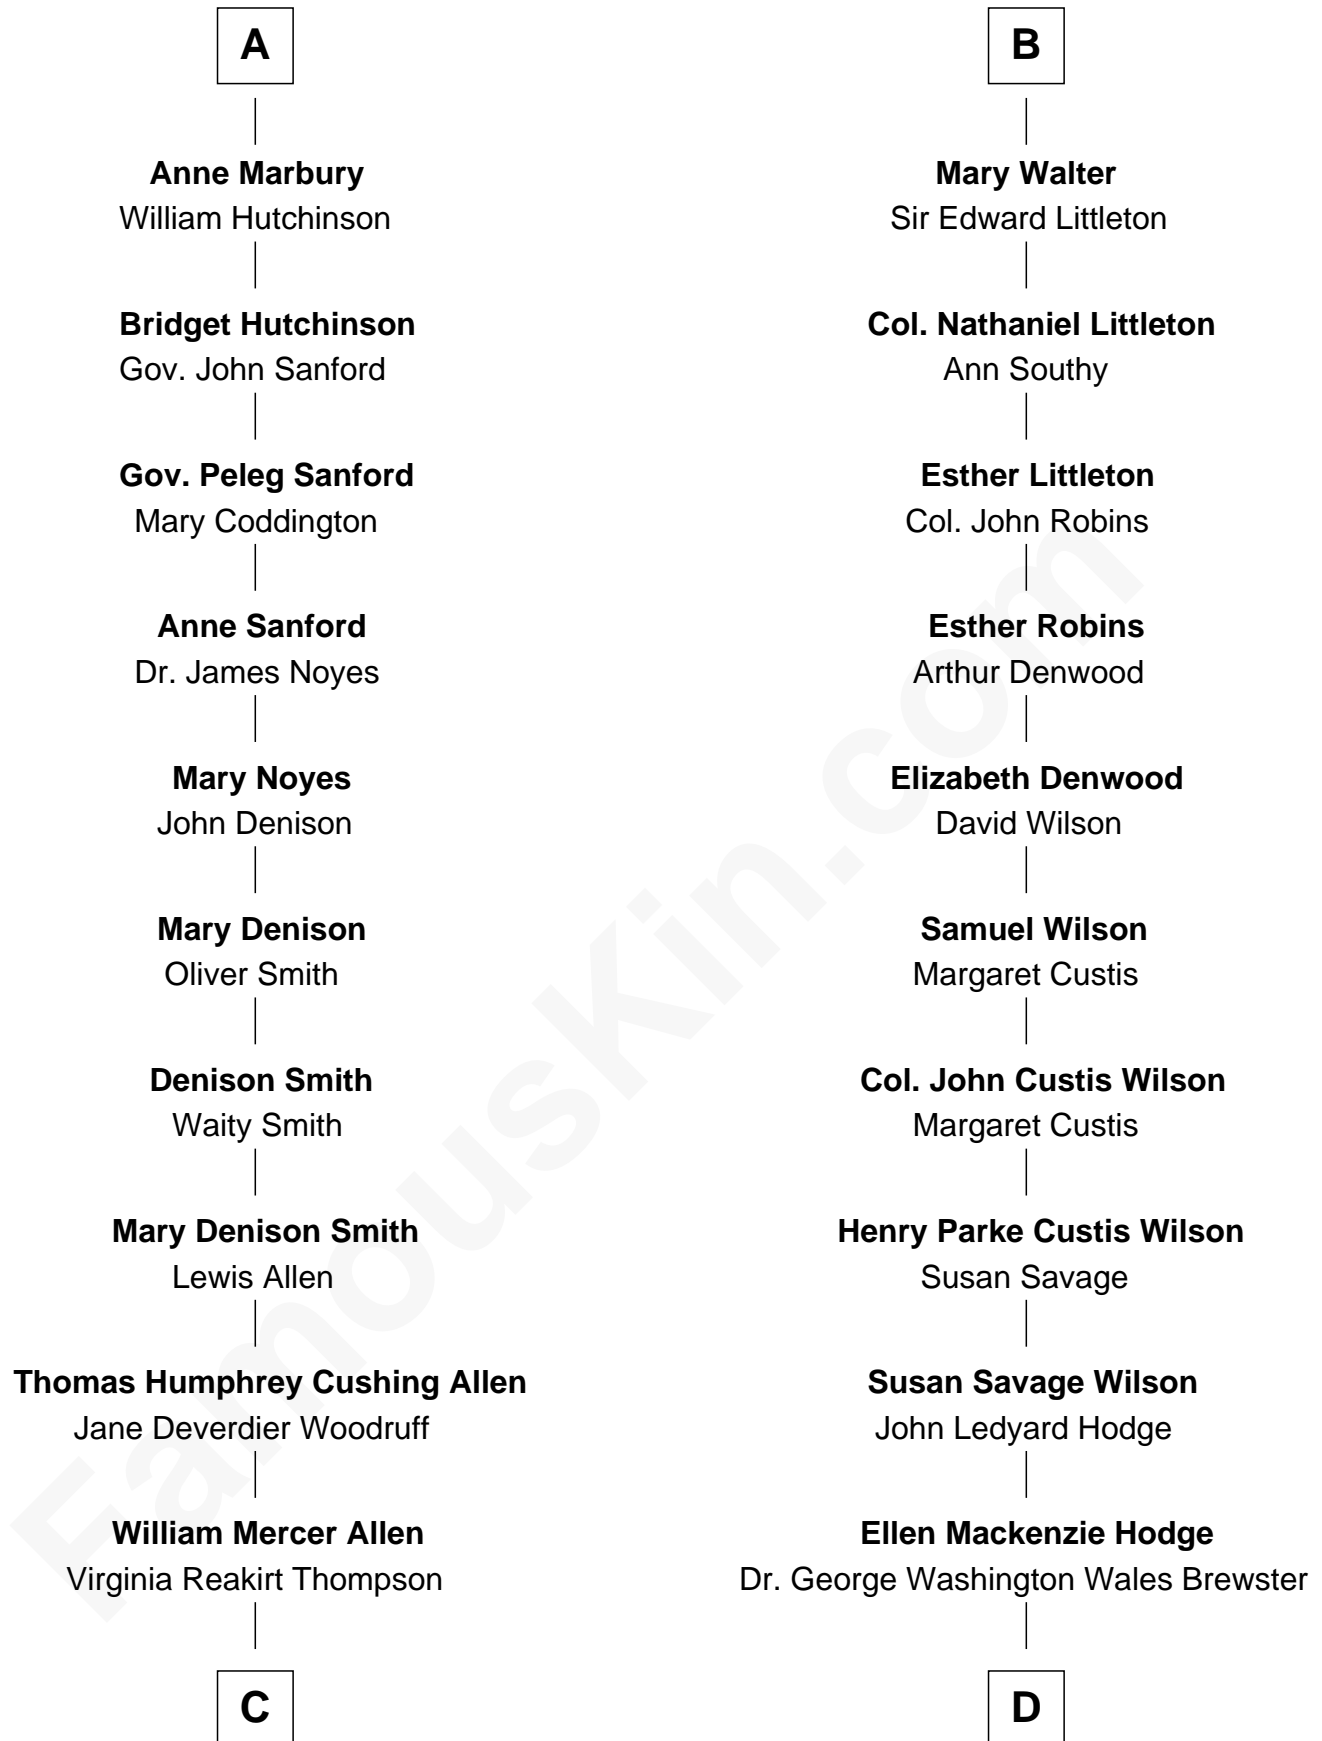 A
Anne Marbury
William Hutchinson
Bridget Hutchinson
Gov. John Sanford
Gov. Peleg Sanford
Mary Coddington
Anne Sanford
Dr. James Noyes
Mary Noyes
John Denison
Mary Denison
Oliver Smith
Denison Smith
Waity Smith
Mary Denison Smith
Lewis Allen
Thomas Humphrey Cushing Allen
Jane Deverdier Woodruff
William Mercer Allen
Virginia Reakirt Thompson
C
B
Mary Walter
Sir Edward Littleton
Col. Nathaniel Littleton
Ann Southy
Esther Littleton
Col. John Robins
Esther Robins
Arthur Denwood
Elizabeth Denwood
David Wilson
Samuel Wilson
Margaret Custis
Col. John Custis Wilson
Margaret Custis
Henry Parke Custis Wilson
Susan Savage
Susan Savage Wilson
John Ledyard Hodge
Ellen Mackenzie Hodge
Dr. George Washington Wales Brewster
D
FamousKin.com